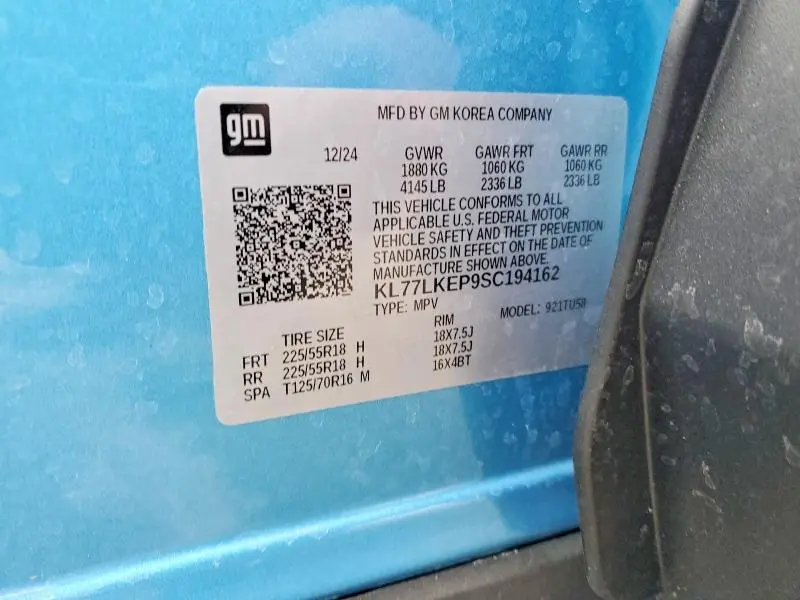 gm
MFD BY GM KOREA COMPANY
12/24 GVWR GAWR FRT GAWR RR
1880 KG 1060 KG 1060 KG
4145 LB 2336 LB 2336 LB
THIS VEHICLE CONFORMS TO ALL
APPLICABLE U.S. FEDERAL MOTOR
VEHICLE SAFETY AND THEFT PREVENTION
STANDARDS IN EFFECT ON THE DATE OF
MANUFACTURE SHOWN ABOVE.
KL77LKEP9SC194162
TYPE: MPV MODEL:
TIRE SIZE RIM
FRT 225/55R18 H 18X7.5J
RR 225/55R18 H 18X7.5J
SPA T125/70R16 M 16X4BT